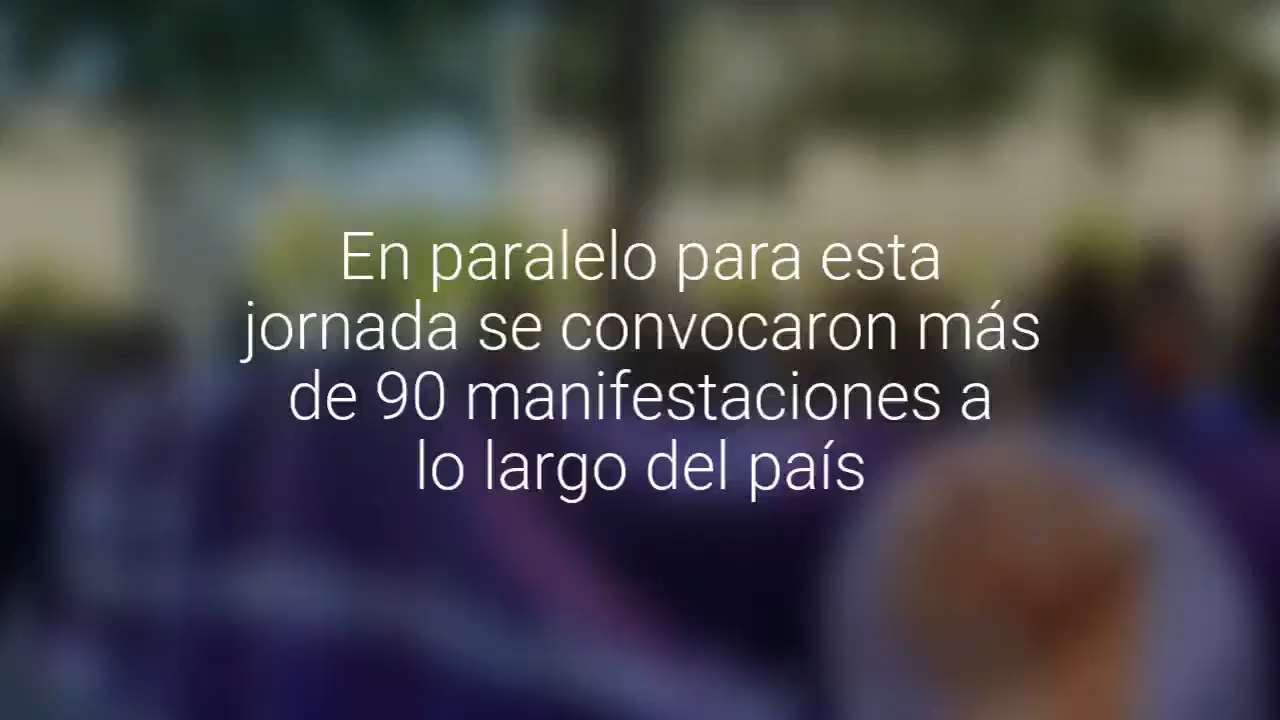 En paralelo para esta
jornada se convocaron más
de 90 manifestaciones a
lo largo del país